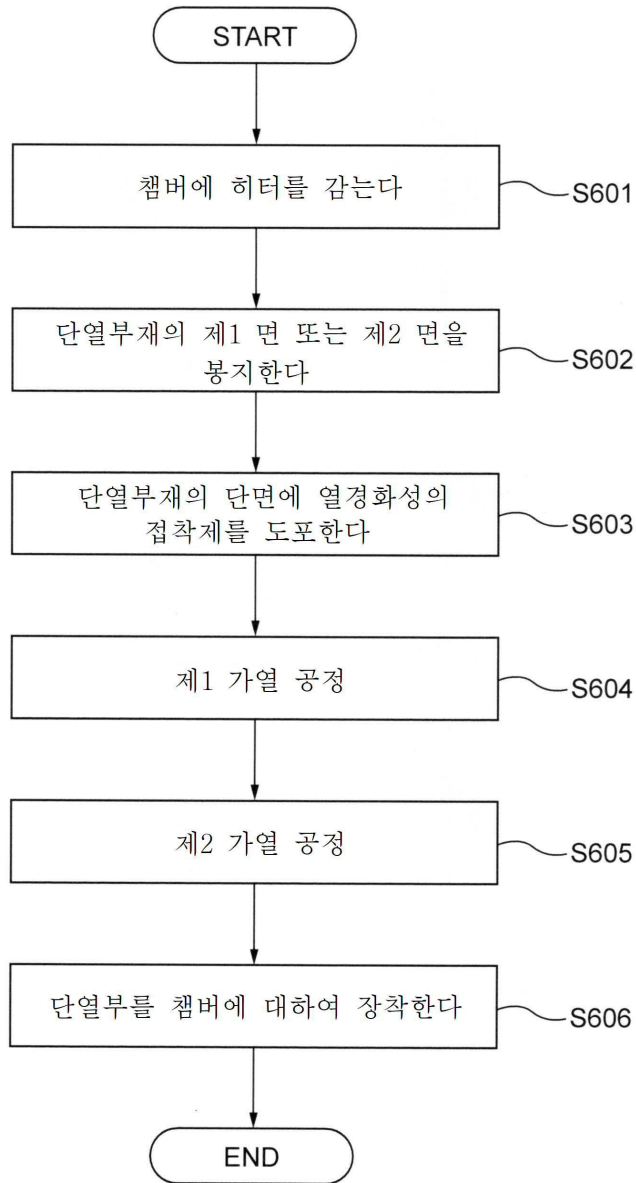 START
챔버에 히터를 감는다
S601
단열부재의 제1 면 또는 제2 면을
봉지한다
S602
단열부재의 단면에 열경화성의
접착제를 도포한다
S603
제1 가열 공정
S604
제2 가열 공정
S605
단열부를 챔버에 대하여 장착한다
S606
END